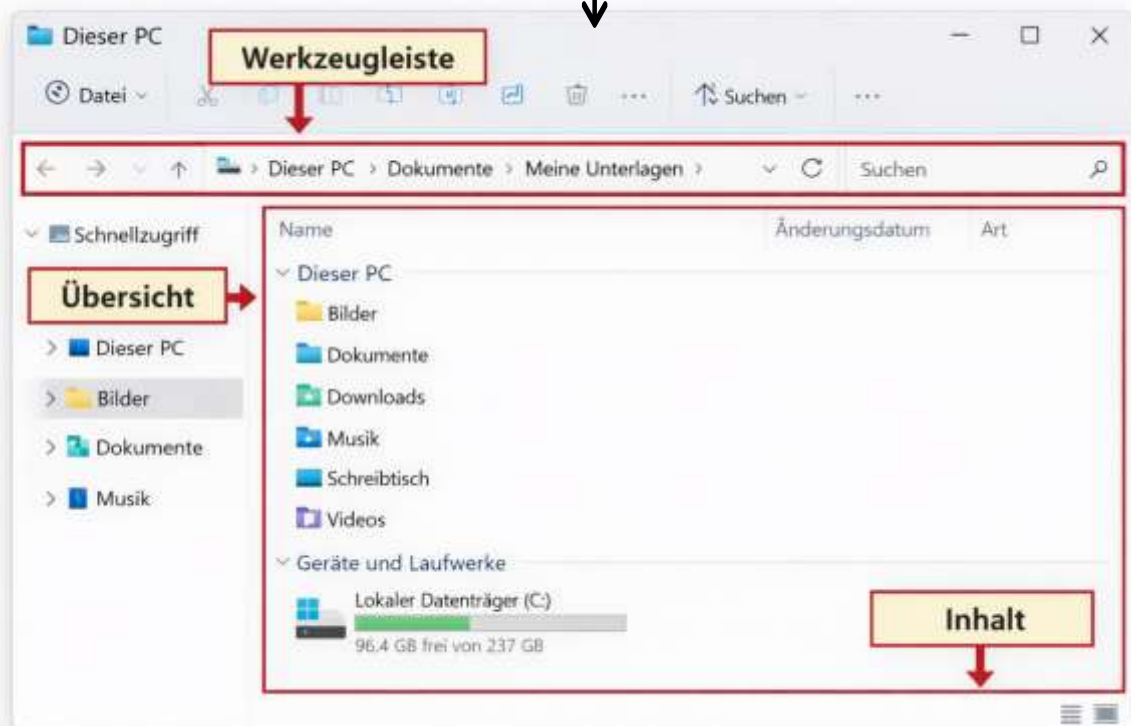 Dieser PC
Werkzeugleiste
Datei
Suchen
Dieser PC > Dokumente > Meine Unterlagen >
Suchen
Schnellzugriff
Übersicht
Dieser PC
Bilder
Dokumente
Musik
Name Änderungsdatum Art
Dieser PC
Bilder
Dokumente
Downloads
Musik
Schreibtisch
Videos
Geräte und Laufwerke
Lokaler Datenträger (C:)
96.4 GB frei von 237 GB
Inhalt